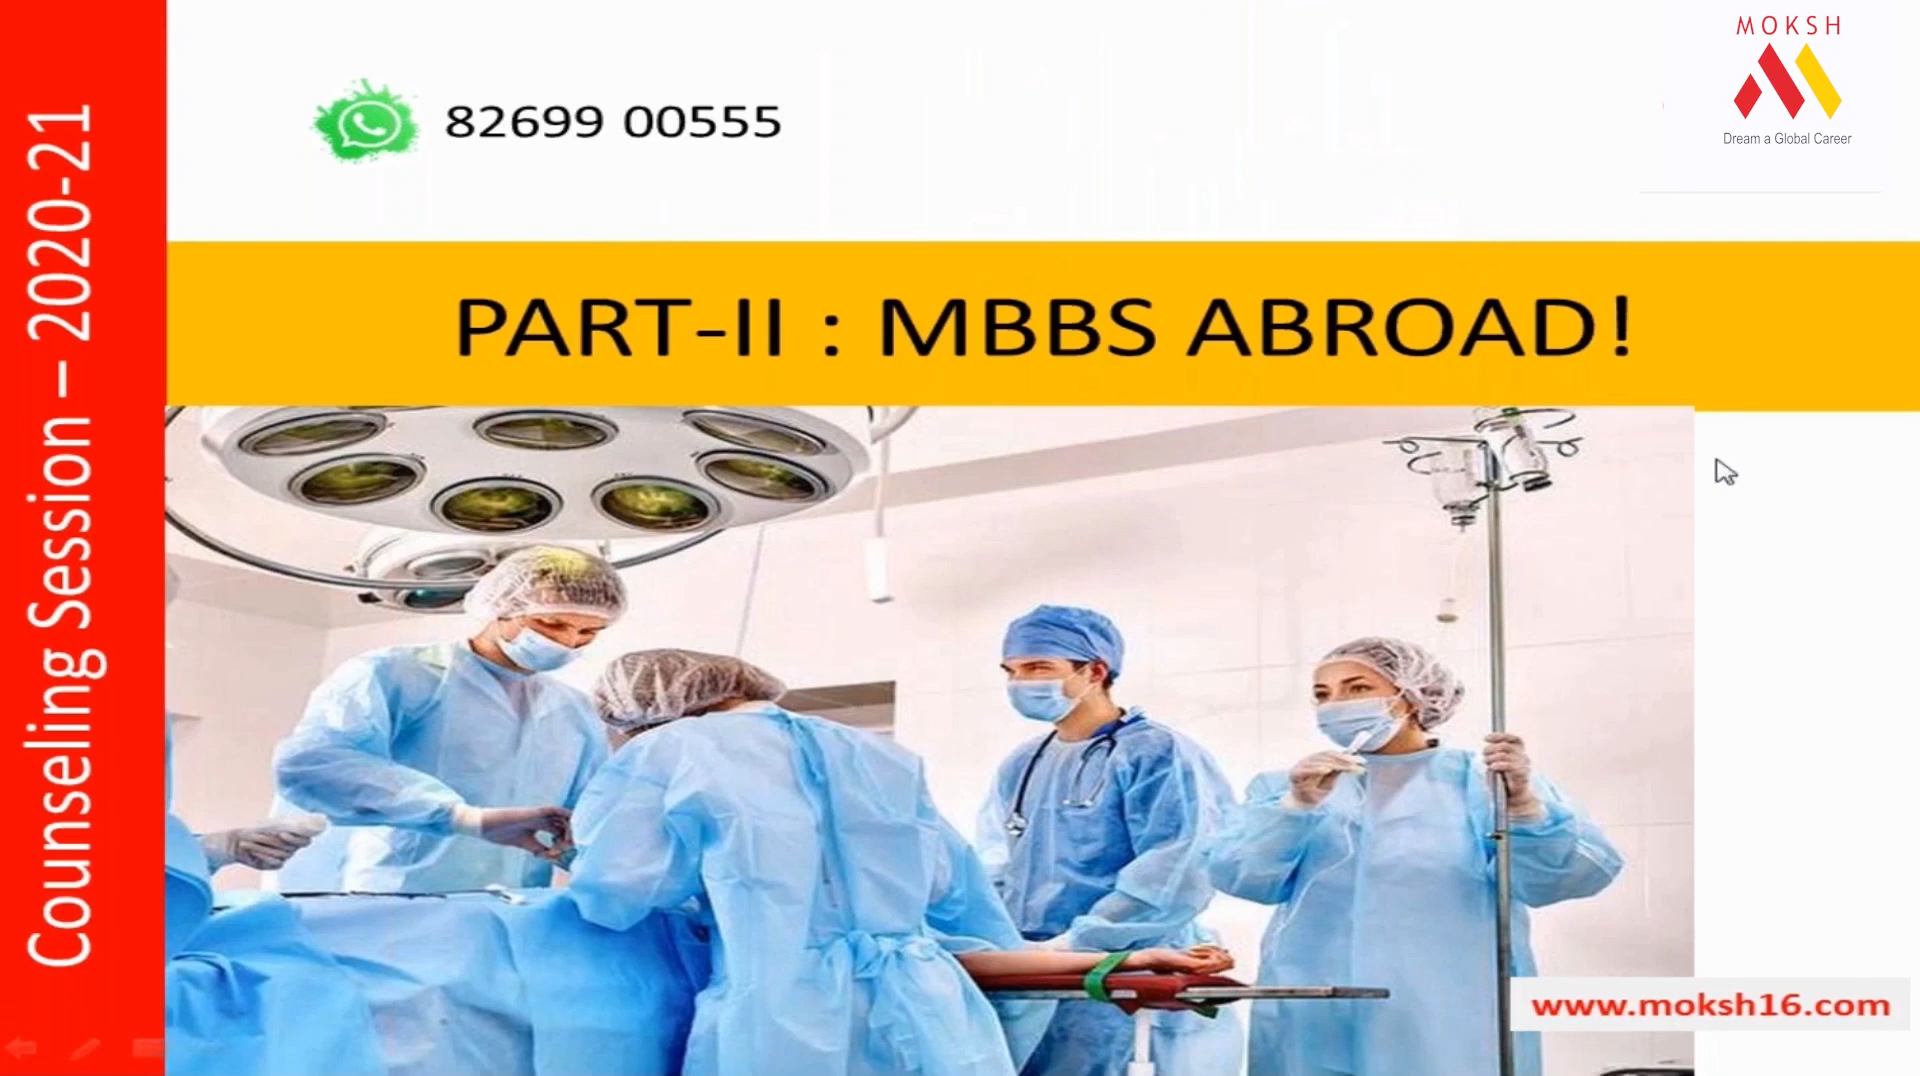 Counseling Session – 2020-21
82699 00555
MOKSH
Dream a Global Career
PART-II : MBBS ABROAD!
www.moksh16.com